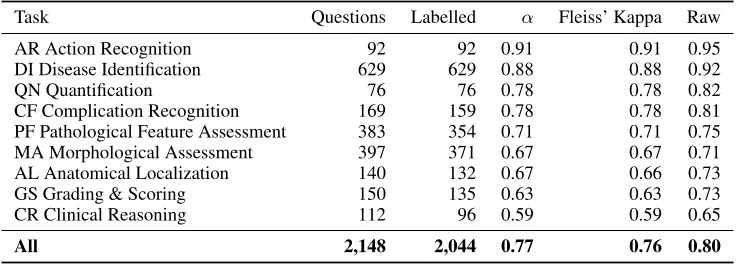 Task Questions Labelled α Fleiss’ Kappa Raw
AR Action Recognition 92 92 0.91 0.91 0.95
DI Disease Identification 629 629 0.88 0.88 0.92
QN Quantification 76 76 0.78 0.78 0.82
CF Complication Recognition 169 159 0.78 0.78 0.81
PF Pathological Feature Assessment 383 354 0.71 0.71 0.75
MA Morphological Assessment 397 371 0.67 0.67 0.71
AL Anatomical Localization 140 132 0.67 0.66 0.73
GS Grading & Scoring 150 135 0.63 0.63 0.73
CR Clinical Reasoning 112 96 0.59 0.59 0.65
All 2,148 2,044 0.77 0.76 0.80